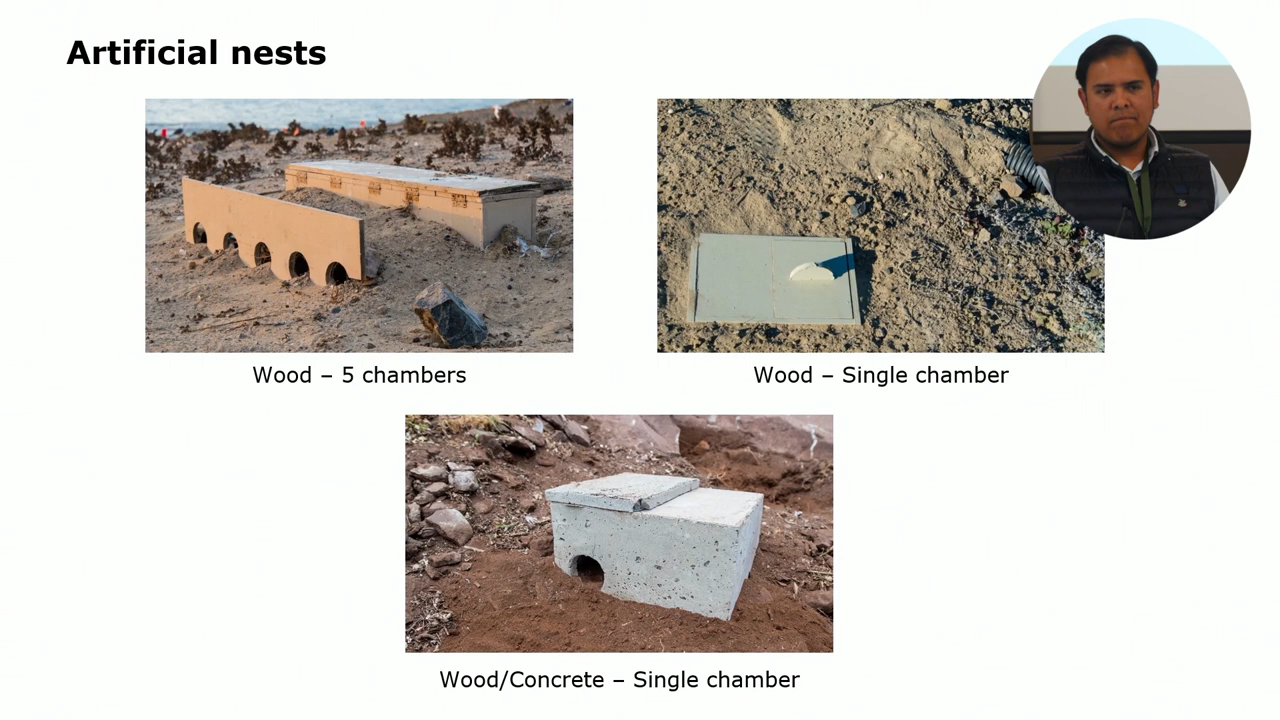 Artificial nests
Wood – 5 chambers
Wood – Single chamber
Wood/Concrete – Single chamber